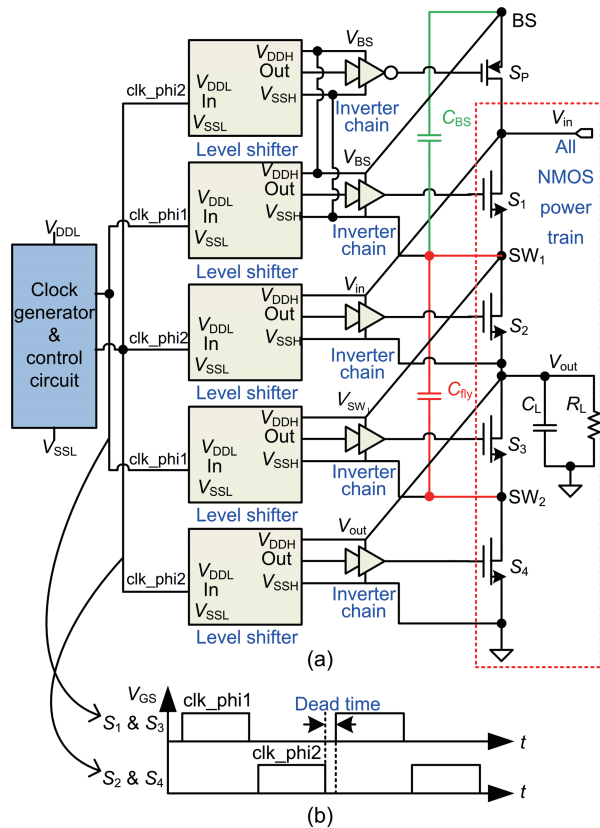 BS
V_BS
V_DDH
Out
V_DDL
In
V_SSH
V_SSL
S_P
clk_phi2
Level shifter
Inverter chain
C_BS
V_in
All NMOS power train
V_BS
V_DDH
Out
V_DDL
In
V_SSH
V_SSL
S_1
clk_phi1
Level shifter
Inverter chain
SW_1
V_DDL
Clock generator & control circuit
V_SSL
V_in
V_DDH
Out
V_DDL
In
V_SSH
V_SSL
S_2
clk_phi2
Level shifter
Inverter chain
V_out
C_fly
C_L
R_L
V_SW1
V_DDH
Out
V_DDL
In
V_SSH
V_SSL
S_3
clk_phi1
Level shifter
Inverter chain
SW_2
V_out
V_DDH
Out
V_DDL
In
V_SSH
V_SSL
S_4
clk_phi2
Level shifter
Inverter chain
(a)
V_GS
clk_phi1
Dead time
S_1 & S_3
t
clk_phi2
S_2 & S_4
t
(b)